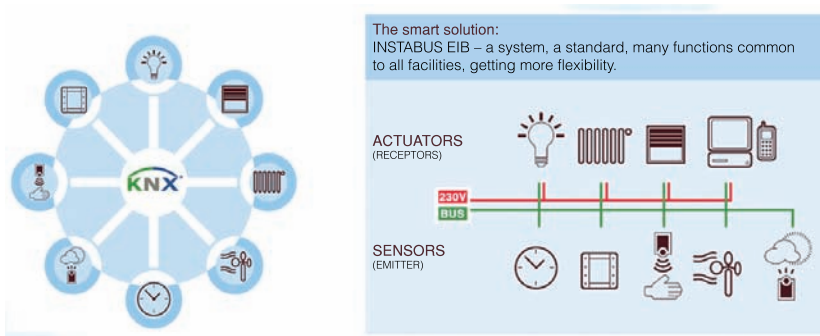 KNX
The smart solution:
INSTABUS EIB – a system, a standard, many functions common
to all facilities, getting more flexibility.
ACTUATORS
(RECEPTORS)
230V
BUS
SENSORS
(EMITTER)